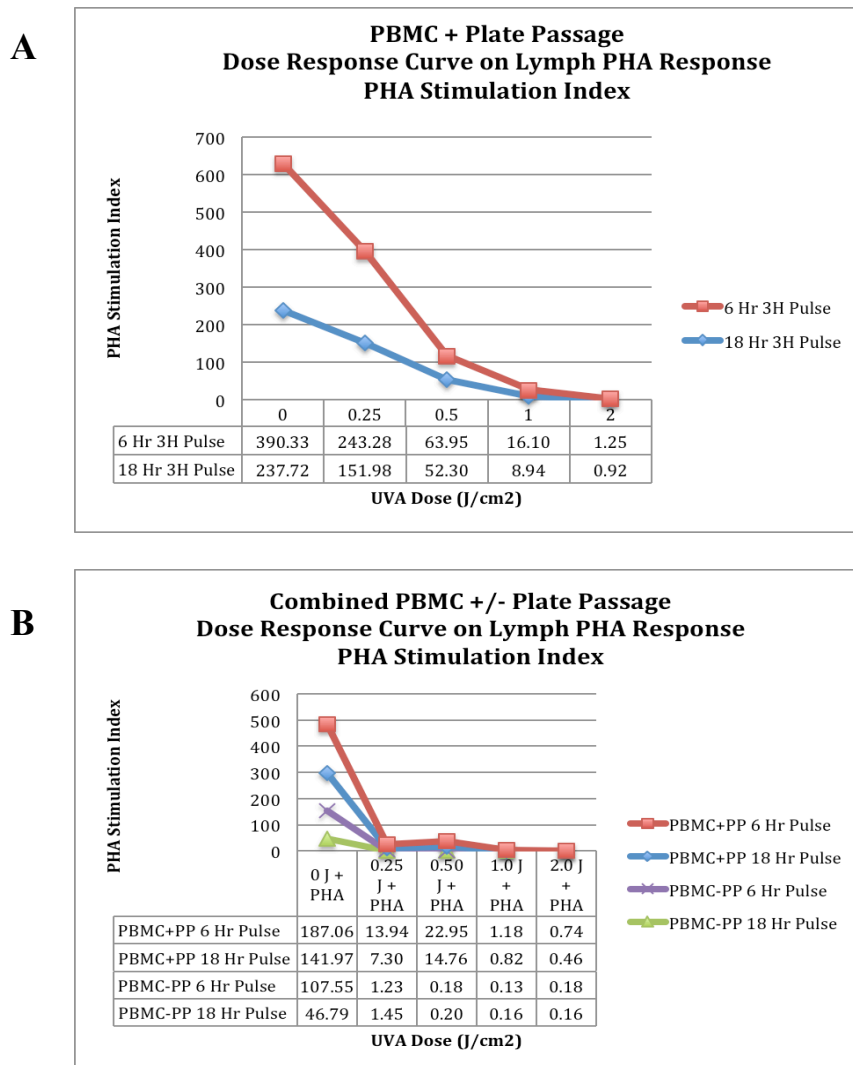 A
PBMC + Plate Passage
Dose Response Curve on Lymph PHA Response
PHA Stimulation Index
PHA Stimulation Index
700
600
500
400
300
200
100
0
6 Hr 3H Pulse
18 Hr 3H Pulse
0 0.25 0.5 1 2
6 Hr 3H Pulse 390.33 243.28 63.95 16.10 1.25
18 Hr 3H Pulse 237.72 151.98 52.30 8.94 0.92
UVA Dose (J/cm2)
B
Combined PBMC +/- Plate Passage
Dose Response Curve on Lymph PHA Response
PHA Stimulation Index
PHA Stimulation Index
600
500
400
300
200
100
0
PBMC+PP 6 Hr Pulse
PBMC+PP 18 Hr Pulse
PBMC-PP 6 Hr Pulse
PBMC-PP 18 Hr Pulse
0 J + PHA 0.25 J + PHA 0.50 J + PHA 1.0 J + PHA 2.0 J + PHA
PBMC+PP 6 Hr Pulse 187.06 13.94 22.95 1.18 0.74
PBMC+PP 18 Hr Pulse 141.97 7.30 14.76 0.82 0.46
PBMC-PP 6 Hr Pulse 107.55 1.23 0.18 0.13 0.18
PBMC-PP 18 Hr Pulse 46.79 1.45 0.20 0.16 0.16
UVA Dose (J/cm2)